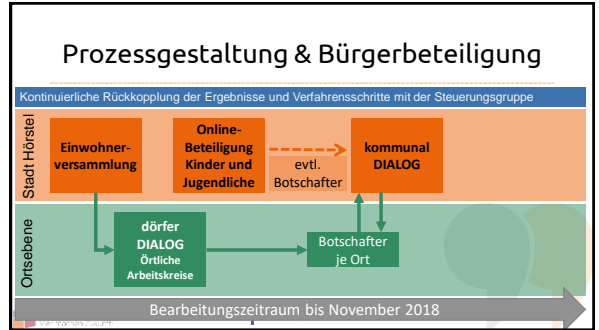 Prozessgestaltung & Bürgerbeteiligung
Kontinuierliche Rückkopplung der Ergebnisse und Verfahrensschritte mit der Steuerungsgruppe
Stadt Hörstel
Einwohner-
versammlung
Online-
Beteiligung
Kinder und
Jugendliche
evtl.
Botschafter
kommunal
DIALOG
Ortsebene
dörfer
DIALOG
Örtliche
Arbeitskreise
Botschafter
je Ort
Bearbeitungszeitraum bis November 2018